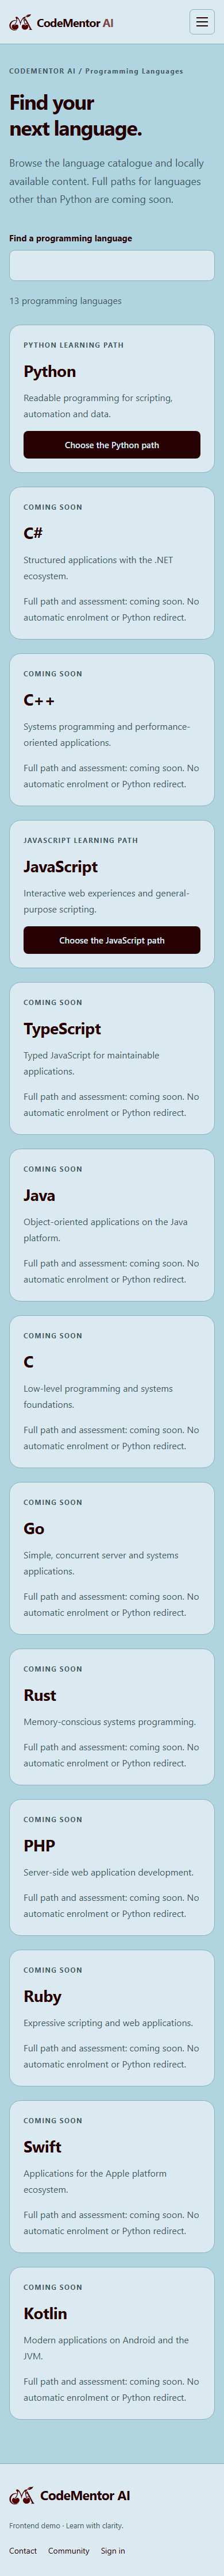 CodeMentor AI
CODEMENTOR AI / Programming Languages
Find your
next language.
Browse the language catalogue and locally
available content. Full paths for languages
other than Python are coming soon.
Find a programming language
13 programming languages
PYTHON LEARNING PATH
Python
Readable programming for scripting,
automation and data.
Choose the Python path
COMING SOON
C#
Structured applications with the .NET
ecosystem.
Full path and assessment: coming soon. No
automatic enrolment or Python redirect.
COMING SOON
C++
Systems programming and performance-
oriented applications.
Full path and assessment: coming soon. No
automatic enrolment or Python redirect.
JAVASCRIPT LEARNING PATH
JavaScript
Interactive web experiences and general-
purpose scripting.
Choose the JavaScript path
COMING SOON
TypeScript
Typed JavaScript for maintainable
applications.
Full path and assessment: coming soon. No
automatic enrolment or Python redirect.
COMING SOON
Java
Object-oriented applications on the Java
platform.
Full path and assessment: coming soon. No
automatic enrolment or Python redirect.
COMING SOON
C
Low-level programming and systems
foundations.
Full path and assessment: coming soon. No
automatic enrolment or Python redirect.
COMING SOON
Go
Simple, concurrent server and systems
applications.
Full path and assessment: coming soon. No
automatic enrolment or Python redirect.
COMING SOON
Rust
Memory-conscious systems programming.
Full path and assessment: coming soon. No
automatic enrolment or Python redirect.
COMING SOON
PHP
Server-side web application development.
Full path and assessment: coming soon. No
automatic enrolment or Python redirect.
COMING SOON
Ruby
Expressive scripting and web applications.
Full path and assessment: coming soon. No
automatic enrolment or Python redirect.
COMING SOON
Swift
Applications for the Apple platform
ecosystem.
Full path and assessment: coming soon. No
automatic enrolment or Python redirect.
COMING SOON
Kotlin
Modern applications on Android and the
JVM.
Full path and assessment: coming soon. No
automatic enrolment or Python redirect.
CodeMentor AI
Frontend demo · Learn with clarity.
Contact Community Sign in